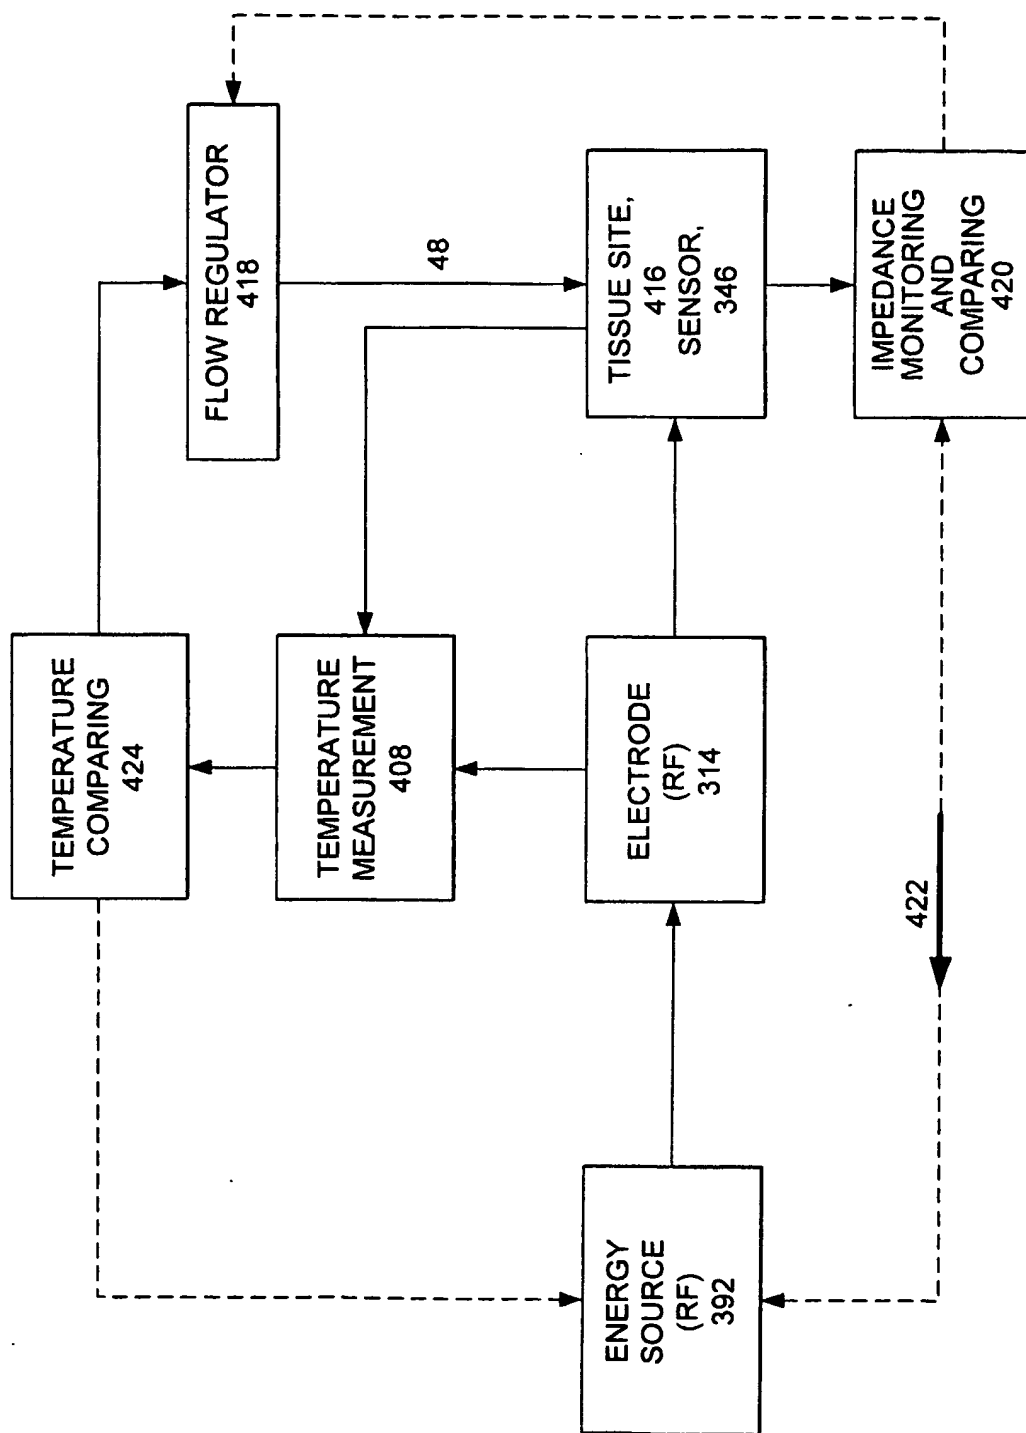 TEMPERATURE
COMPARING
424
FLOW REGULATOR
418
TEMPERATURE
MEASUREMENT
408
48
ENERGY
SOURCE
(RF)
392
ELECTRODE
(RF)
314
TISSUE SITE,
416
SENSOR,
346
422
IMPEDANCE
MONITORING
AND
COMPARING
420